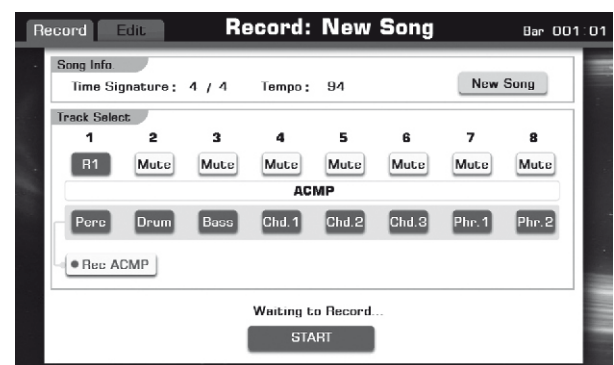 Record Edit Record: New Song Bar 001:01
Song Info.
Time Signature: 4 / 4 Tempo: 94 New Song
Track Select
1 2 3 4 5 6 7 8
R1 Mute Mute Mute Mute Mute Mute Mute
ACMP
Perc Drum Bass Chd.1 Chd.2 Chd.3 Phr.1 Phr.2
Rec ACMP
Waiting to Record...
START